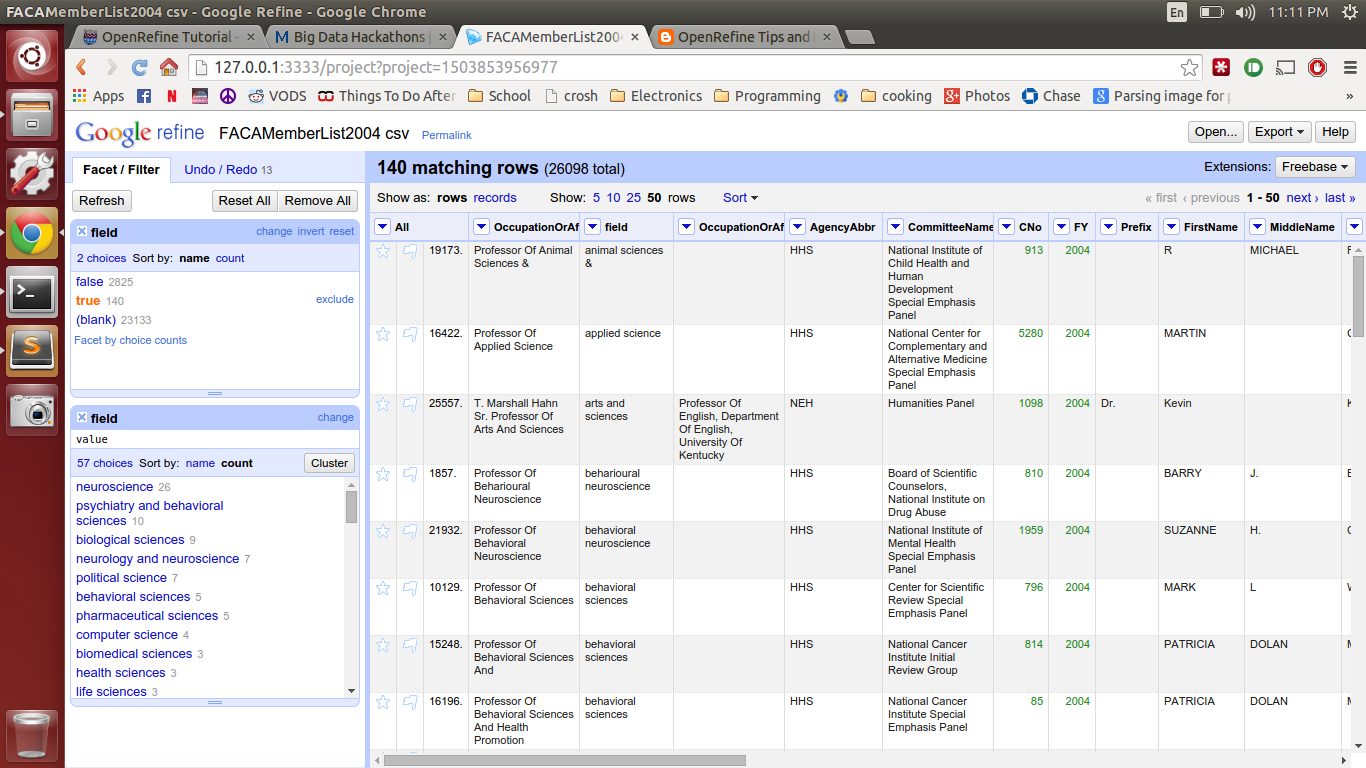 FACAMemberList2004 csv - Google Refine - Google Chrome
En
11:11 PM
OpenRefine Tutorial
Big Data Hackathons |
FACAMemberList200
OpenRefine Tips and
127.0.0.1:3333/project?project=1503853956977
Apps
VODS
Things To Do After
School
crosh
Electronics
Programming
cooking
Photos
Chase
Parsing image for
»
Google refine
FACAMemberList2004 csv
Permalink
Open...
Export
Help
Facet / Filter
Undo / Redo 13
140 matching rows (26098 total)
Extensions:
Freebase
Refresh
Reset All
Remove All
Show as: rows records
Show: 5 10 25 50 rows
Sort
« first ‹ previous 1 - 50 next › last »
field
change invert reset
2 choices Sort by: name count
false 2825
true 140
exclude
(blank) 23133
Facet by choice counts
field
change
value
57 choices Sort by: name count
Cluster
neuroscience 26
psychiatry and behavioral
sciences 10
biological sciences 9
neurology and neuroscience 7
political science 7
behavioral sciences 5
pharmaceutical sciences 5
computer science 4
biomedical sciences 3
health sciences 3
life sciences 3
All
OccupationOrAf
field
OccupationOrAf
AgencyAbbr
CommitteeName
CNo
FY
Prefix
FirstName
MiddleName
19173.
Professor Of Animal
Sciences &
animal sciences
&
HHS
National Institute of
Child Health and
Human
Development
Special Emphasis
Panel
913
2004
R
MICHAEL
16422.
Professor Of
Applied Science
applied science
HHS
National Center for
Complementary and
Alternative Medicine
Special Emphasis
Panel
5280
2004
MARTIN
25557.
T. Marshall Hahn
Sr. Professor Of
Arts And Sciences
arts and
sciences
Professor Of
English, Department
Of English,
University Of
Kentucky
NEH
Humanities Panel
1098
2004
Dr.
Kevin
1857.
Professor Of
Beharioural
Neuroscience
beharioural
neuroscience
HHS
Board of Scientific
Counselors,
National Institute on
Drug Abuse
810
2004
BARRY
J.
21932.
Professor Of
Behavioral
Neuroscience
behavioral
neuroscience
HHS
National Institute of
Mental Health
Special Emphasis
Panel
1959
2004
SUZANNE
H.
10129.
Professor Of
Behavioral Sciences
behavioral
sciences
HHS
Center for Scientific
Review Special
Emphasis Panel
796
2004
MARK
L
15248.
Professor Of
Behavioral Sciences
And
behavioral
sciences
HHS
National Cancer
Institute Initial
Review Group
814
2004
PATRICIA
DOLAN
16196.
Professor Of
Behavioral Sciences
And Health
Promotion
behavioral
sciences
HHS
National Cancer
Institute Special
Emphasis Panel
85
2004
PATRICIA
DOLAN